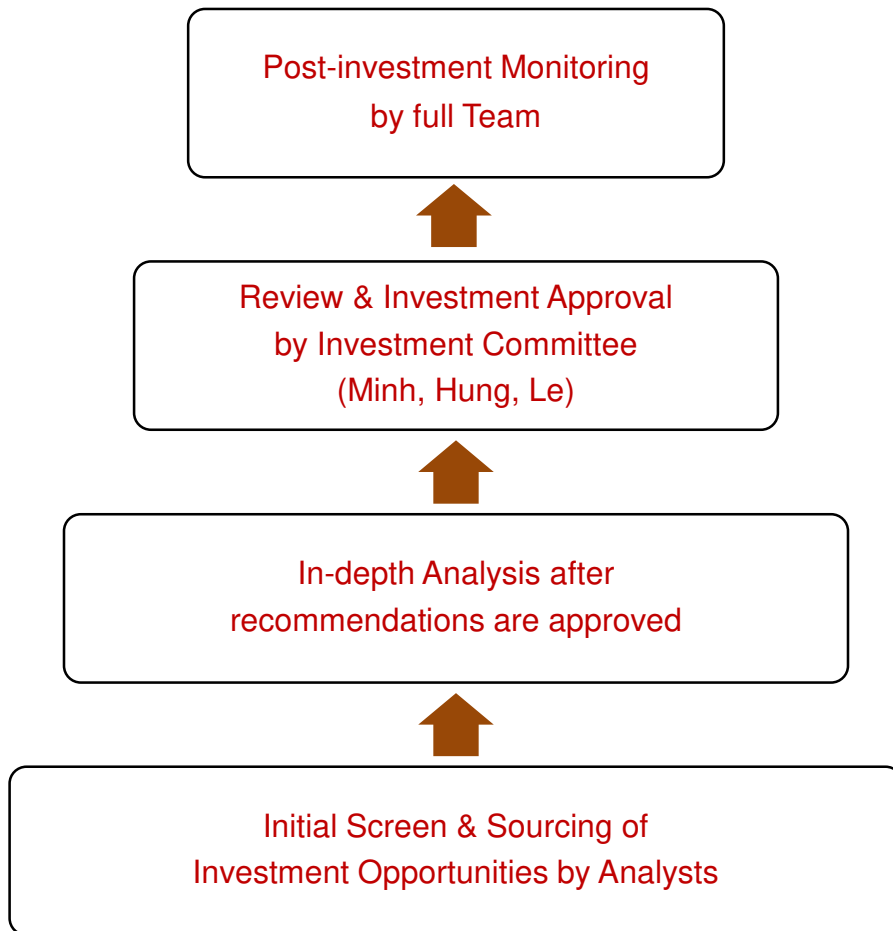 Post-investment Monitoring
by full Team
Review & Investment Approval
by Investment Committee
(Minh, Hung, Le)
In-depth Analysis after
recommendations are approved
Initial Screen & Sourcing of
Investment Opportunities by Analysts